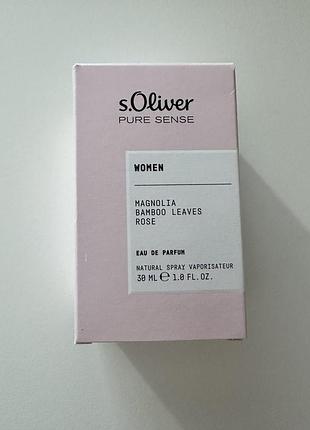 s.Oliver
PURE SENSE
WOMEN
MAGNOLIA
BAMBOO LEAVES
ROSE
EAU DE PARFUM
NATURAL SPRAY VAPORISATEUR
30 ML ℮ 1.0 FL.OZ.